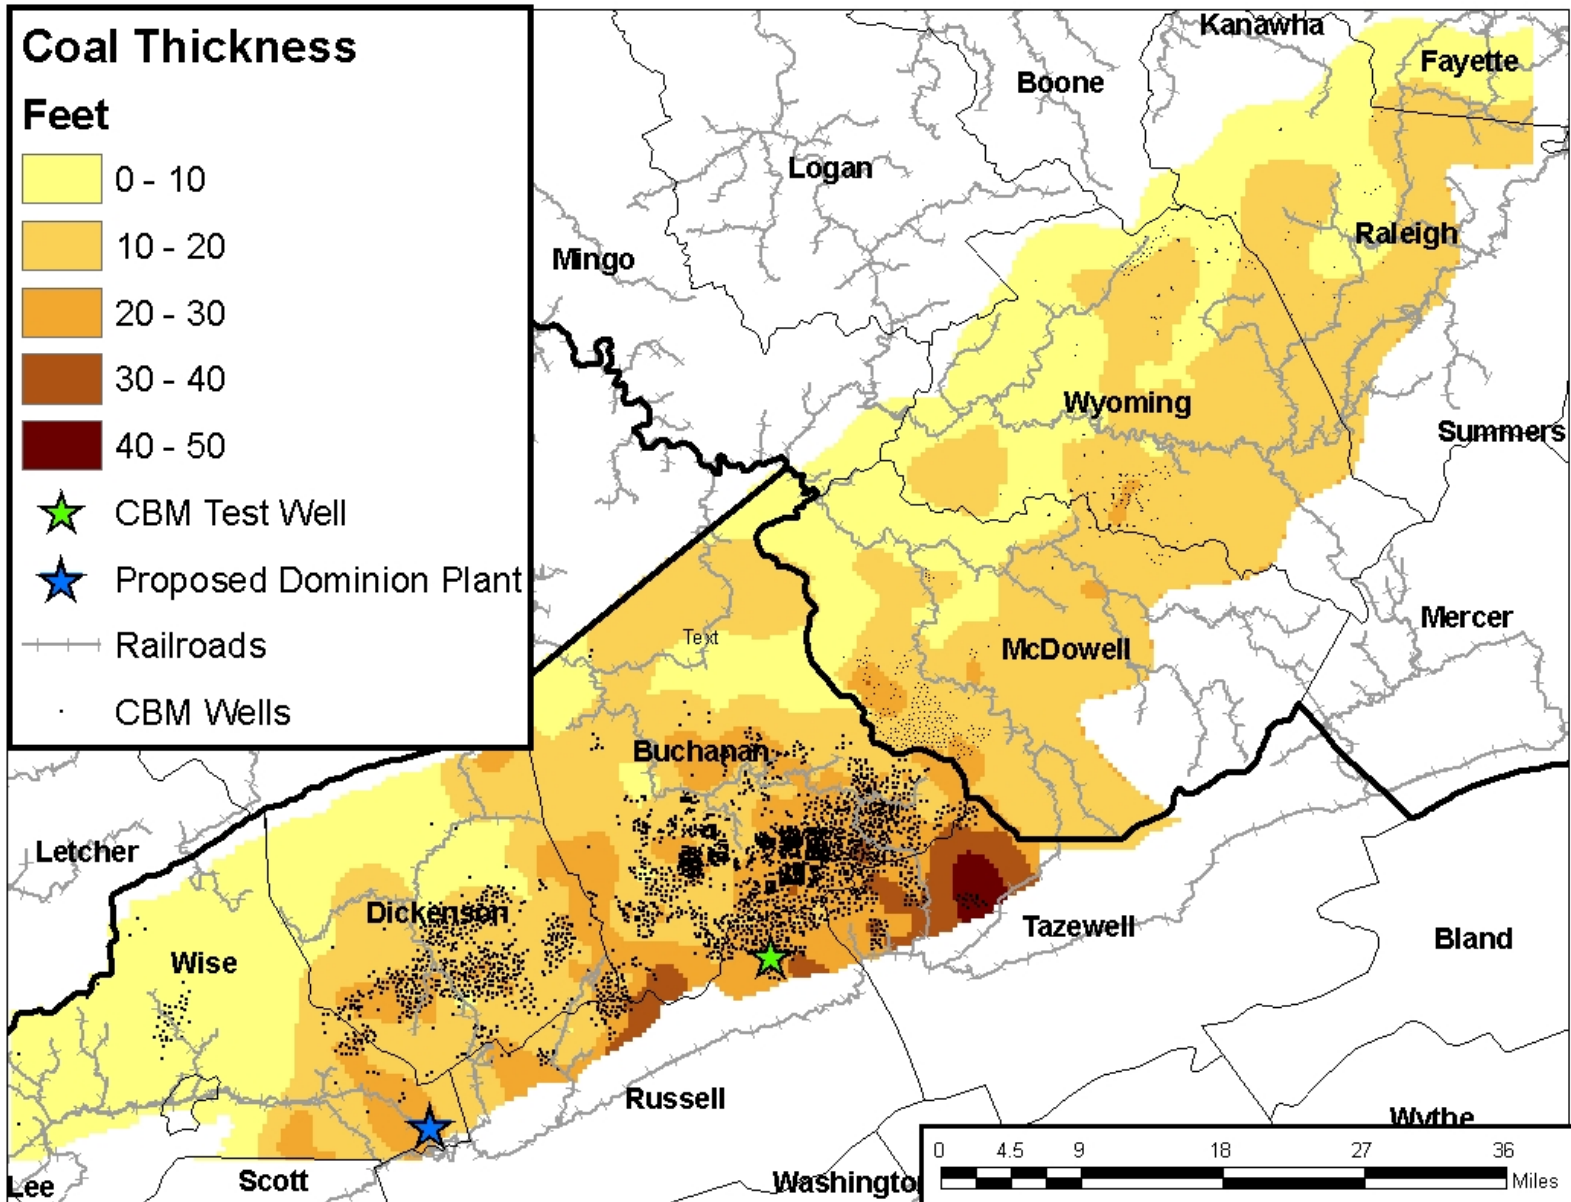 Coal Thickness
Feet
0 - 10
10 - 20
20 - 30
30 - 40
40 - 50
CBM Test Well
Proposed Dominion Plant
Railroads
CBM Wells
Kanawha
Fayette
Boone
Logan
Raleigh
Mingo
Wyoming
Summers
Mercer
Text
McDowell
Buchanan
Letcher
Dickenson
Tazewell
Bland
Wise
Russell
Wythe
Scott
Lee
Washingto
0 4.5 9 18 27 36
Miles